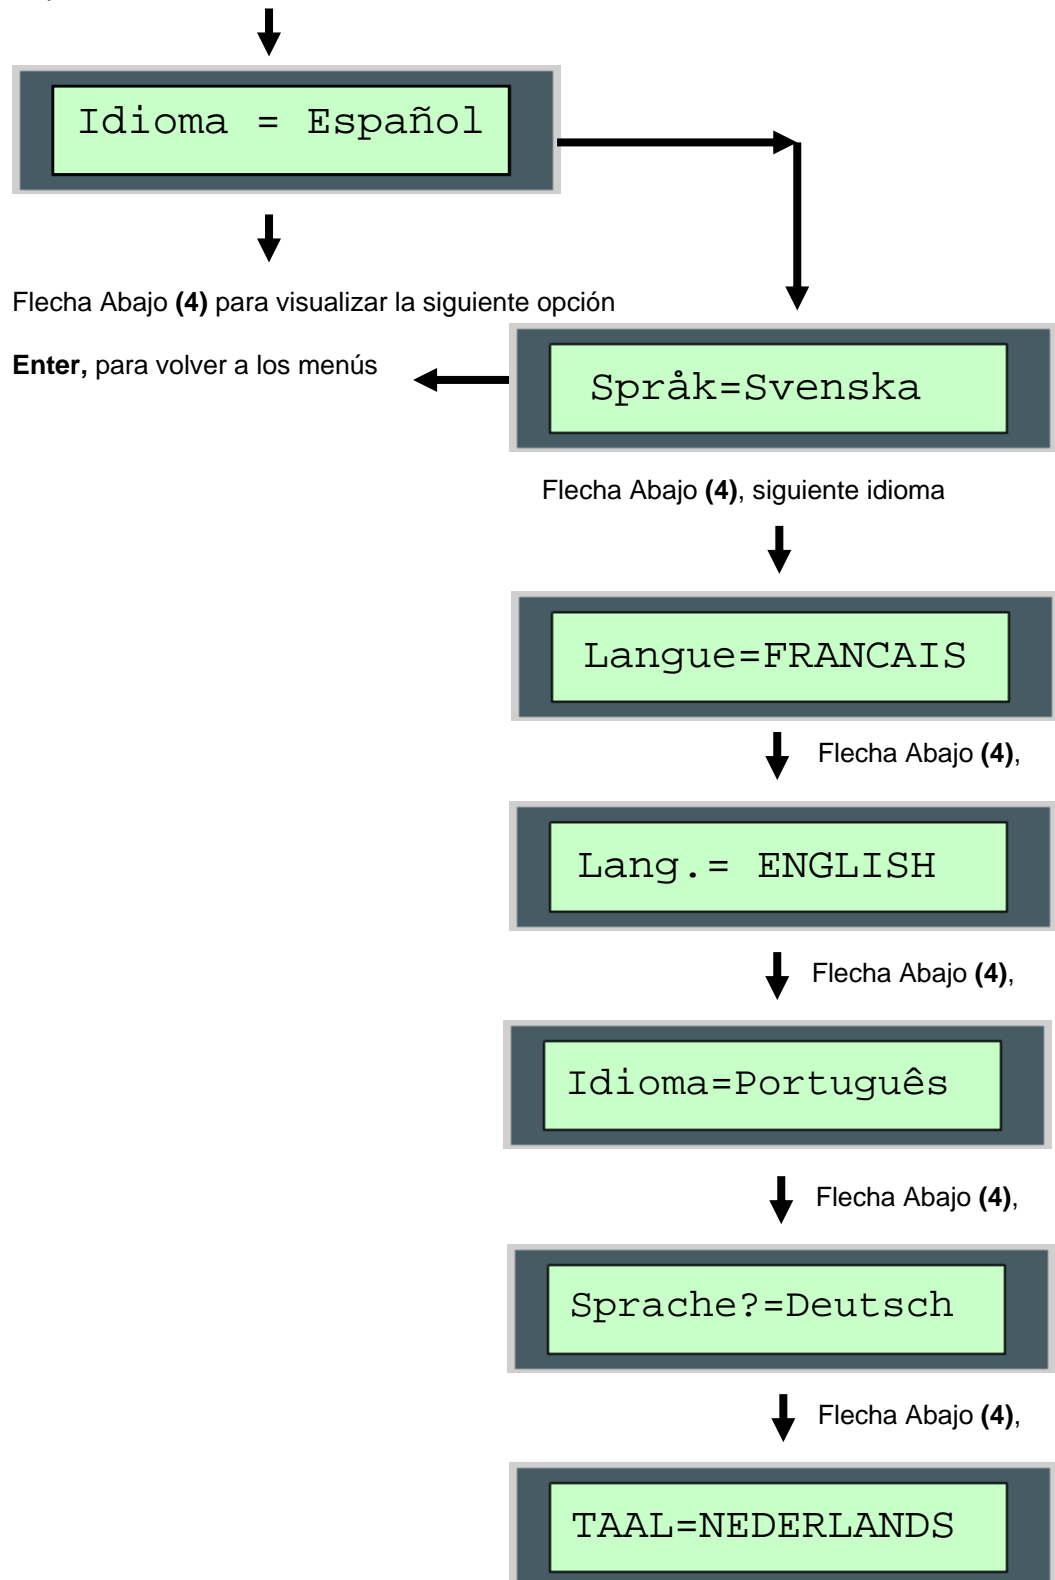 Idioma = Español
Flecha Abajo (4) para visualizar la siguiente opción
Enter, para volver a los menús
Språk=Svenska
Flecha Abajo (4), siguiente idioma
Langue=FRANCAIS
Flecha Abajo (4),
Lang.= ENGLISH
Flecha Abajo (4),
Idioma=Português
Flecha Abajo (4),
Sprache?=Deutsch
Flecha Abajo (4),
TAAL=NEDERLANDS